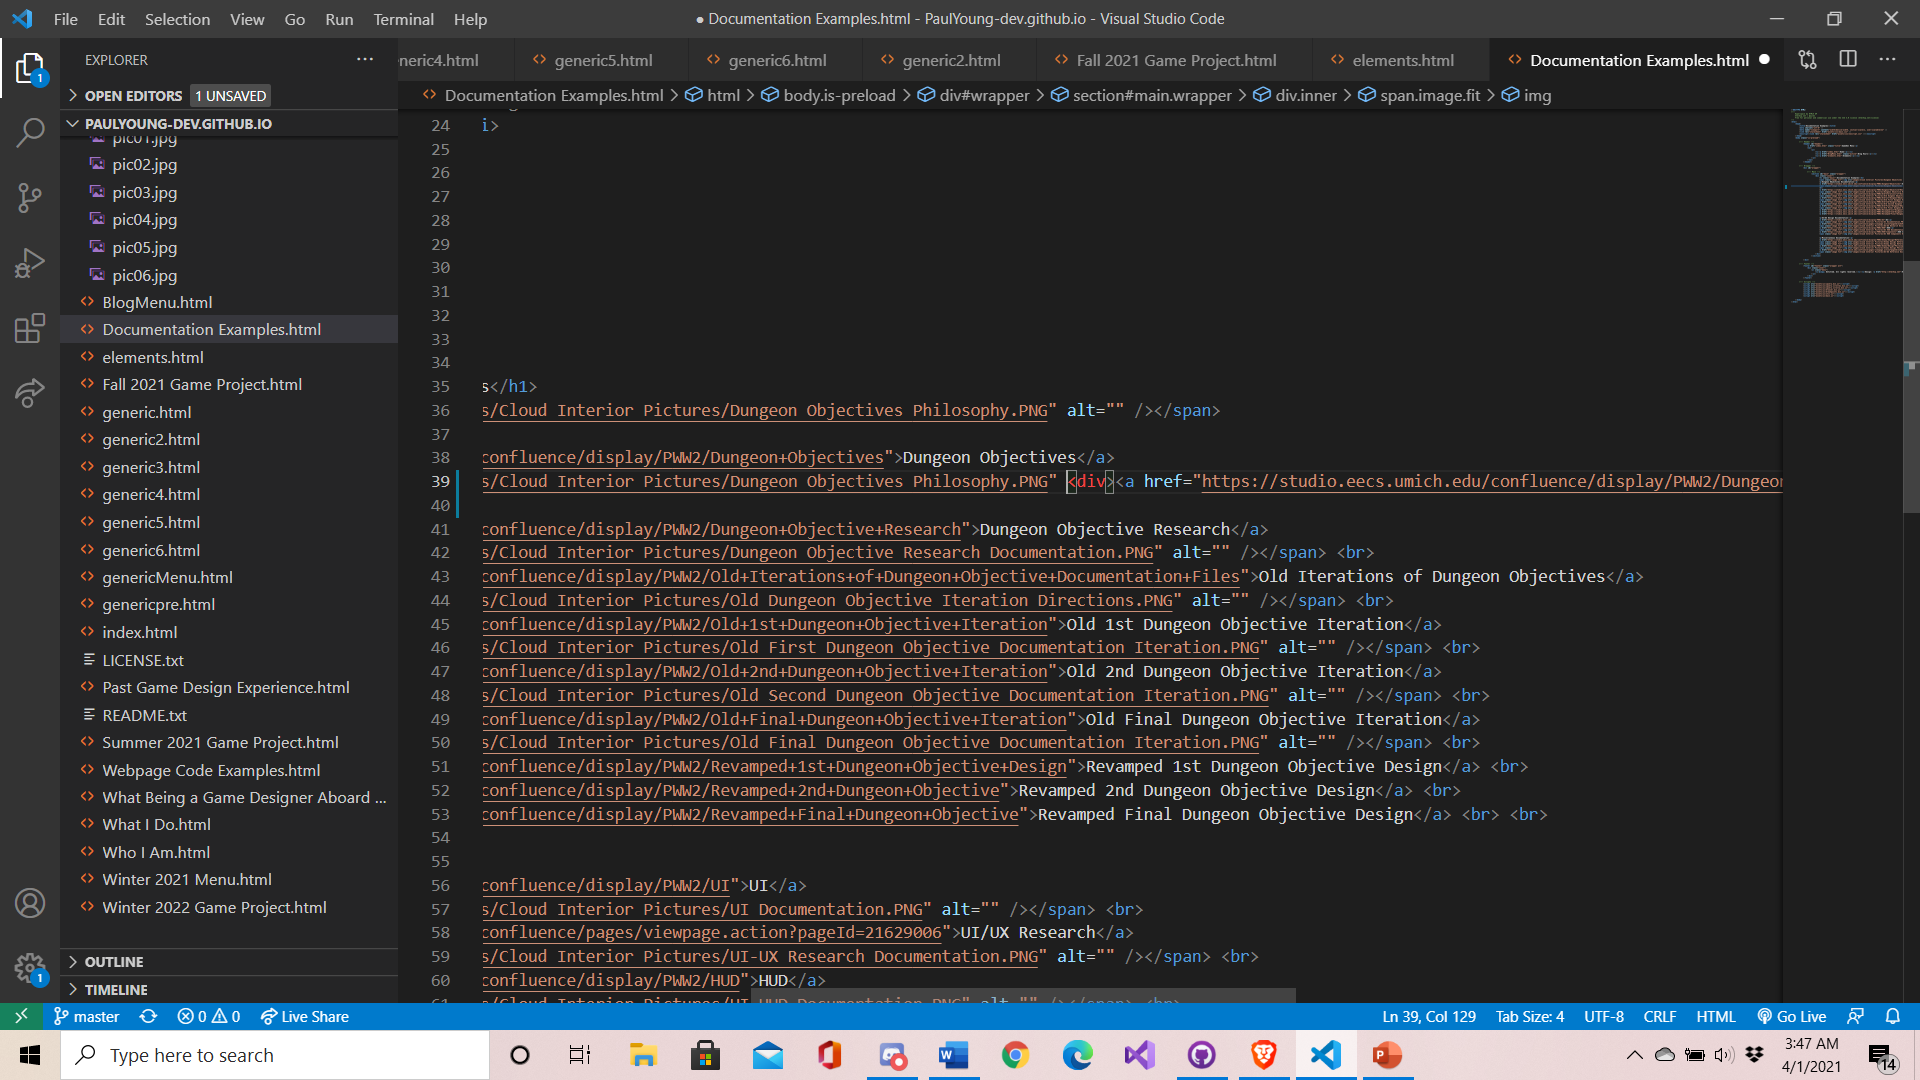 File Edit Selection View Go Run Terminal Help
● Documentation Examples.html - PaulYoung-dev.github.io - Visual Studio Code
EXPLORER
neric4.html generic5.html generic6.html generic2.html Fall 2021 Game Project.html elements.html Documentation Examples.html
OPEN EDITORS 1 UNSAVED
Documentation Examples.html > html > body.is-preload > div#wrapper > section#main.wrapper > div.inner > span.image.fit > img
PAULYOUNG-DEV.GITHUB.IO
pic01.jpg
pic02.jpg
pic03.jpg
pic04.jpg
pic05.jpg
pic06.jpg
BlogMenu.html
Documentation Examples.html
elements.html
Fall 2021 Game Project.html
generic.html
generic2.html
generic3.html
generic4.html
generic5.html
generic6.html
genericMenu.html
genericpre.html
index.html
LICENSE.txt
Past Game Design Experience.html
README.txt
Summer 2021 Game Project.html
Webpage Code Examples.html
What Being a Game Designer Aboard ...
What I Do.html
Who I Am.html
Winter 2021 Menu.html
Winter 2022 Game Project.html
OUTLINE
TIMELINE
24 i>
25
26
27
28
29
30
31
32
33
34
35 s</h1>
36 s/Cloud Interior Pictures/Dungeon Objectives Philosophy.PNG" alt="" /></span>
37
38 confluence/display/PWW2/Dungeon+Objectives">Dungeon Objectives</a>
39 s/Cloud Interior Pictures/Dungeon Objectives Philosophy.PNG" <div><a href="https://studio.eecs.umich.edu/confluence/display/PWW2/Dungeo
40
41 confluence/display/PWW2/Dungeon+Objective+Research">Dungeon Objective Research</a>
42 s/Cloud Interior Pictures/Dungeon Objective Research Documentation.PNG" alt="" /></span> <br>
43 confluence/display/PWW2/Old+Iterations+of+Dungeon+Objective+Documentation+Files">Old Iterations of Dungeon Objectives</a>
44 s/Cloud Interior Pictures/Old Dungeon Objective Iteration Directions.PNG" alt="" /></span> <br>
45 confluence/display/PWW2/Old+1st+Dungeon+Objective+Iteration">Old 1st Dungeon Objective Iteration</a>
46 s/Cloud Interior Pictures/Old First Dungeon Objective Documentation Iteration.PNG" alt="" /></span> <br>
47 confluence/display/PWW2/Old+2nd+Dungeon+Objective+Iteration">Old 2nd Dungeon Objective Iteration</a>
48 s/Cloud Interior Pictures/Old Second Dungeon Objective Documentation Iteration.PNG" alt="" /></span> <br>
49 confluence/display/PWW2/Old+Final+Dungeon+Objective+Iteration">Old Final Dungeon Objective Iteration</a>
50 s/Cloud Interior Pictures/Old Final Dungeon Objective Documentation Iteration.PNG" alt="" /></span> <br>
51 confluence/display/PWW2/Revamped+1st+Dungeon+Objective+Design">Revamped 1st Dungeon Objective Design</a> <br>
52 confluence/display/PWW2/Revamped+2nd+Dungeon+Objective">Revamped 2nd Dungeon Objective Design</a> <br>
53 confluence/display/PWW2/Revamped+Final+Dungeon+Objective">Revamped Final Dungeon Objective Design</a> <br> <br>
54
55
56 confluence/display/PWW2/UI">UI</a>
57 s/Cloud Interior Pictures/UI Documentation.PNG" alt="" /></span> <br>
58 confluence/pages/viewpage.action?pageId=21629006">UI/UX Research</a>
59 s/Cloud Interior Pictures/UI-UX Research Documentation.PNG" alt="" /></span> <br>
60 confluence/display/PWW2/HUD">HUD</a>
61 s/Cloud Interior Pictures/UI HUD Documentation.PNG" alt="" /></span> <br>
master 0 0 Live Share Ln 39, Col 129 Tab Size: 4 UTF-8 CRLF HTML Go Live
Type here to search
3:47 AM
4/1/2021
14